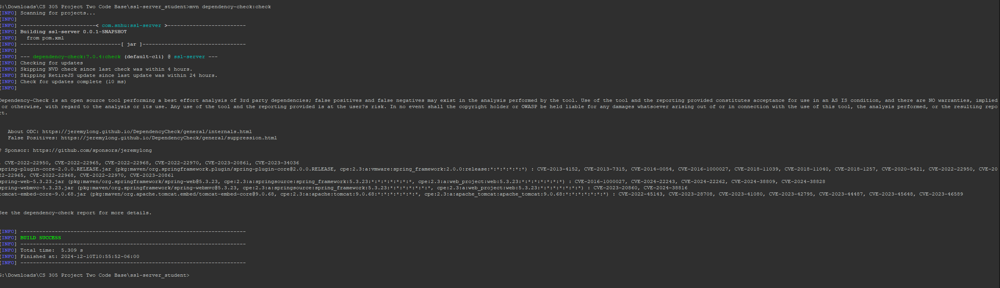 G:\Downloads\CS 305 Project Two Code Base\ssl-server_student>mvn dependency-check:check
[INFO] Scanning for projects...
[INFO]
[INFO] ------------------------< com.snhu:ssl-server >-------------------------
[INFO] Building ssl-server 0.0.1-SNAPSHOT
[INFO]   from pom.xml
[INFO] --------------------------------[ jar ]---------------------------------
[INFO]
[INFO] --- dependency-check:7.0.4:check (default-cli) @ ssl-server ---
[INFO] Checking for updates
[INFO] Skipping NVD check since last check was within 4 hours.
[INFO] Skipping RetireJS update since last update was within 24 hours.
[INFO] Check for updates complete (10 ms)
[INFO]
Dependency-Check is an open source tool performing a best effort analysis of 3rd party dependencies; false positives and false negatives may exist in the analysis performed by the tool. Use of the tool and the reporting provided constitutes acceptance for use in an AS IS condition, and there are NO warranties, implied
 or otherwise, with regard to the analysis or its use. Any use of the tool and the reporting provided is at the user?s risk. In no event shall the copyright holder or OWASP be held liable for any damages whatsoever arising out of or in connection with the use of this tool, the analysis performed, or the resulting repo
rt.
   About ODC: https://jeremylong.github.io/DependencyCheck/general/internals.html
   False Positives: https://jeremylong.github.io/DependencyCheck/general/suppression.html
? Sponsor: https://github.com/sponsors/jeremylong
, CVE-2022-22950, CVE-2022-22965, CVE-2022-22968, CVE-2022-22970, CVE-2023-20861, CVE-2023-34036
spring-plugin-core-2.0.0.RELEASE.jar (pkg:maven/org.springframework.plugin/spring-plugin-core@2.0.0.RELEASE, cpe:2.3:a:vmware:spring_framework:2.0.0:release:*:*:*:*:*:*) : CVE-2013-4152, CVE-2013-7315, CVE-2014-0054, CVE-2016-1000027, CVE-2018-11039, CVE-2018-11040, CVE-2018-1257, CVE-2020-5421, CVE-2022-22950, CVE-20
22-22965, CVE-2022-22968, CVE-2022-22970, CVE-2023-20861
spring-web-5.3.23.jar (pkg:maven/org.springframework/spring-web@5.3.23, cpe:2.3:a:springsource:spring_framework:5.3.23:*:*:*:*:*:*:*, cpe:2.3:a:web_project:web:5.3.23:*:*:*:*:*:*:*) : CVE-2016-1000027, CVE-2024-22243, CVE-2024-22262, CVE-2024-38809, CVE-2024-38828
spring-webmvc-5.3.23.jar (pkg:maven/org.springframework/spring-webmvc@5.3.23, cpe:2.3:a:springsource:spring_framework:5.3.23:*:*:*:*:*:*:*, cpe:2.3:a:web_project:web:5.3.23:*:*:*:*:*:*:*) : CVE-2023-20860, CVE-2024-38816
tomcat-embed-core-9.0.68.jar (pkg:maven/org.apache.tomcat.embed/tomcat-embed-core@9.0.68, cpe:2.3:a:apache:tomcat:9.0.68:*:*:*:*:*:*:*, cpe:2.3:a:apache_tomcat:apache_tomcat:9.0.68:*:*:*:*:*:*:*) : CVE-2022-45143, CVE-2023-28708, CVE-2023-41080, CVE-2023-42795, CVE-2023-44487, CVE-2023-45648, CVE-2023-46589
See the dependency-check report for more details.
[INFO] ------------------------------------------------------------------------
[INFO] BUILD SUCCESS
[INFO] ------------------------------------------------------------------------
[INFO] Total time:  5.309 s
[INFO] Finished at: 2024-12-10T10:55:52-06:00
[INFO] ------------------------------------------------------------------------
G:\Downloads\CS 305 Project Two Code Base\ssl-server_student>